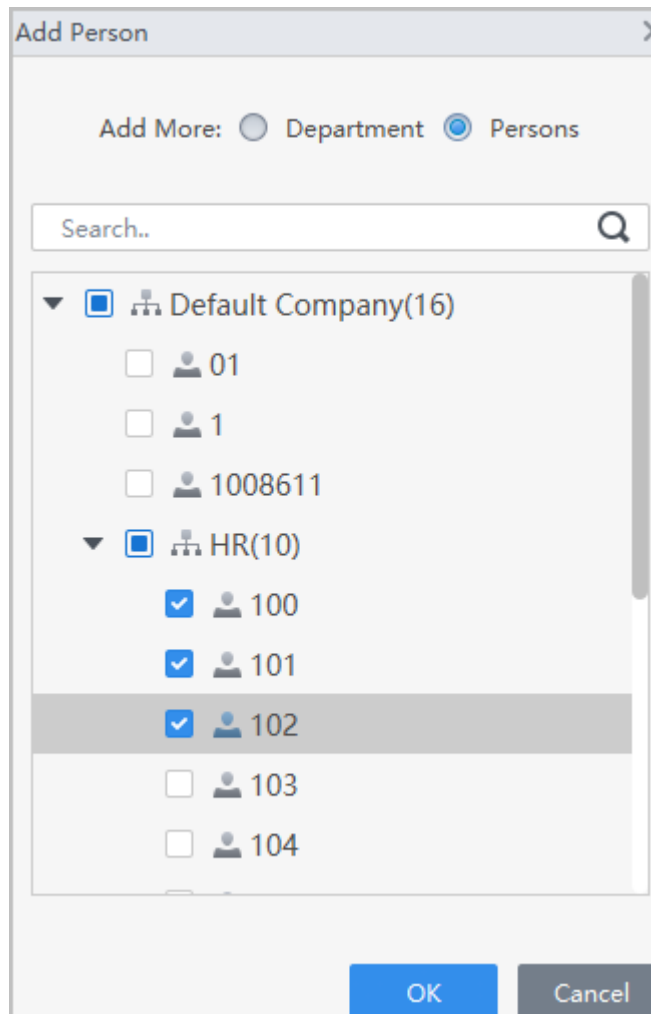 Add Person
Add More: Department Persons
Search..
Default Company(16)
01
1
1008611
HR(10)
100
101
102
103
104
OK Cancel